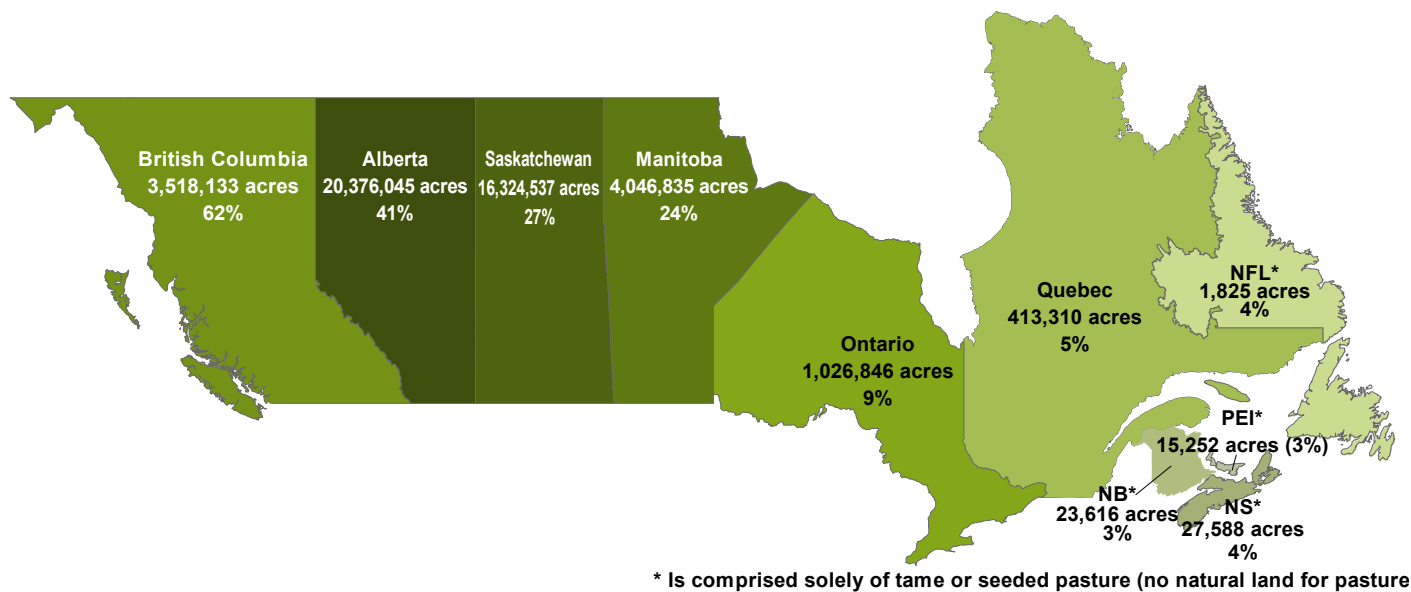 British Columbia
3,518,133 acres
62%
Alberta
20,376,045 acres
41%
Saskatchewan
16,324,537 acres
27%
Manitoba
4,046,835 acres
24%
Ontario
1,026,846 acres
9%
Quebec
413,310 acres
5%
NFL*
1,825 acres
4%
PEI*
15,252 acres (3%)
NB*
23,616 acres
3%
NS*
27,588 acres
4%
* Is comprised solely of tame or seeded pasture (no natural land for pasture